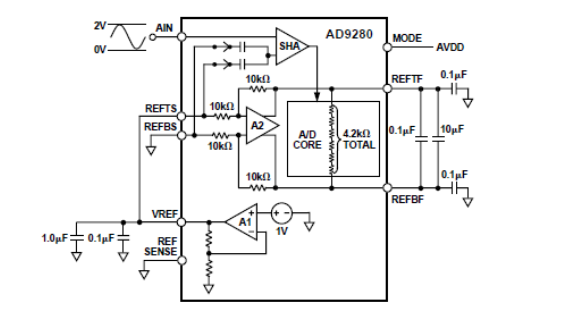 2V
AIN
0V
SHA
AD9280
MODE
AVDD
10kΩ
REFTF
0.1µF
REFTS
10kΩ
REFBS
A2
10kΩ
A/D
CORE
4.2kΩ
TOTAL
0.1µF
10µF
10kΩ
0.1µF
REFBF
VREF
A1
+
−
+ −
1V
1.0µF
0.1µF
REF
SENSE